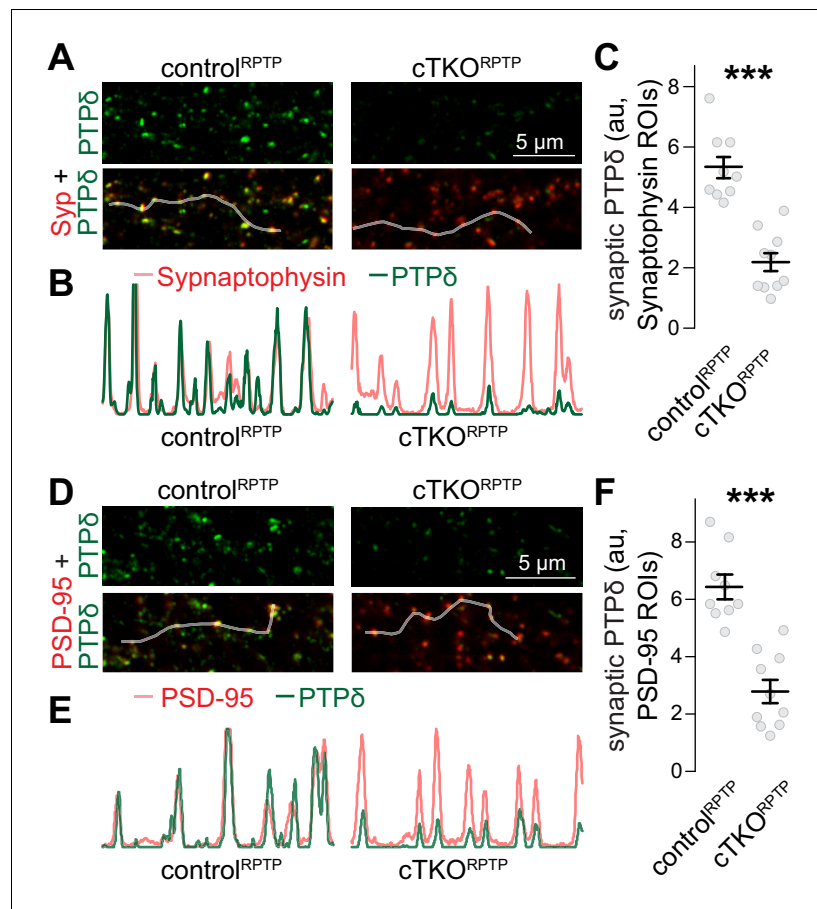 A
control^RPTP
cTKO^RPTP
PTPδ
5 µm
Syp +
PTPδ
B
Sypnaptophysin
PTPδ
control^RPTP
cTKO^RPTP
C
***
synaptic PTPδ (au,
Synaptophysin ROIs)
8
6
4
2
0
control^RPTP
cTKO^RPTP
D
control^RPTP
cTKO^RPTP
PTPδ
5 µm
PSD-95 +
PTPδ
E
PSD-95
PTPδ
control^RPTP
cTKO^RPTP
F
***
synaptic PTPδ (au,
PSD-95 ROIs)
8
6
4
2
0
control^RPTP
cTKO^RPTP